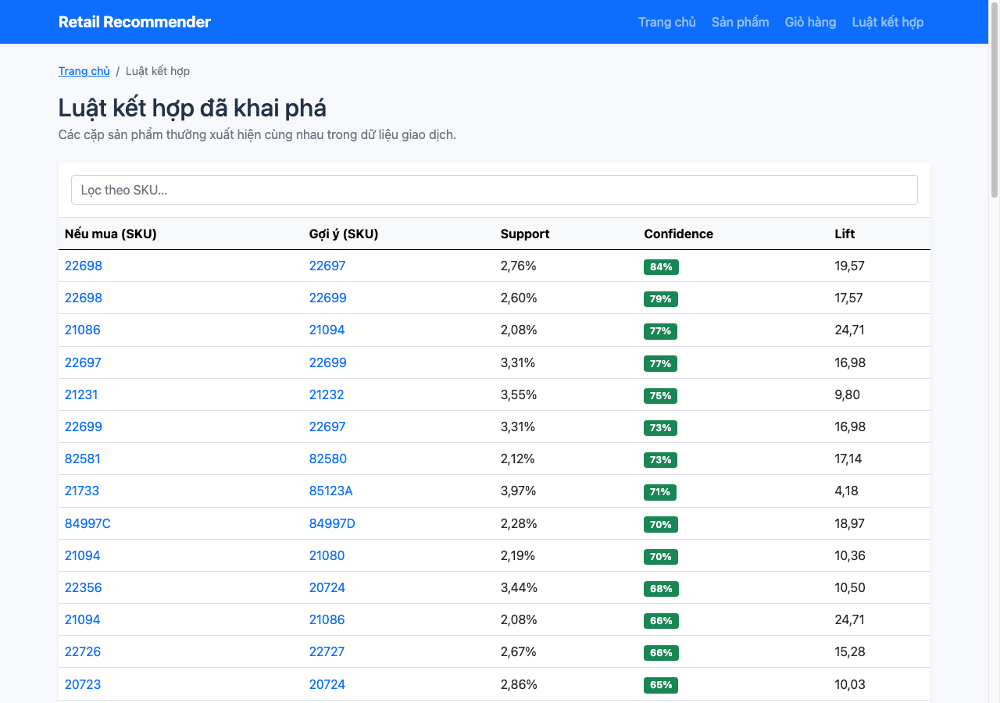 Retail Recommender Trang chủ Sản phẩm Giỏ hàng Luật kết hợp
Trang chủ / Luật kết hợp
Luật kết hợp đã khai phá
Các cặp sản phẩm thường xuất hiện cùng nhau trong dữ liệu giao dịch.
Lọc theo SKU...
Nếu mua (SKU) Gợi ý (SKU) Support Confidence Lift
22698 22697 2,76% 84% 19,57
22698 22699 2,60% 79% 17,57
21086 21094 2,08% 77% 24,71
22697 22699 3,31% 77% 16,98
21231 21232 3,55% 75% 9,80
22699 22697 3,31% 73% 16,98
82581 82580 2,12% 73% 17,14
21733 85123A 3,97% 71% 4,18
84997C 84997D 2,28% 70% 18,97
21094 21080 2,19% 70% 10,36
22356 20724 3,44% 68% 10,50
21094 21086 2,08% 66% 24,71
22726 22727 2,67% 66% 15,28
20723 20724 2,86% 65% 10,03